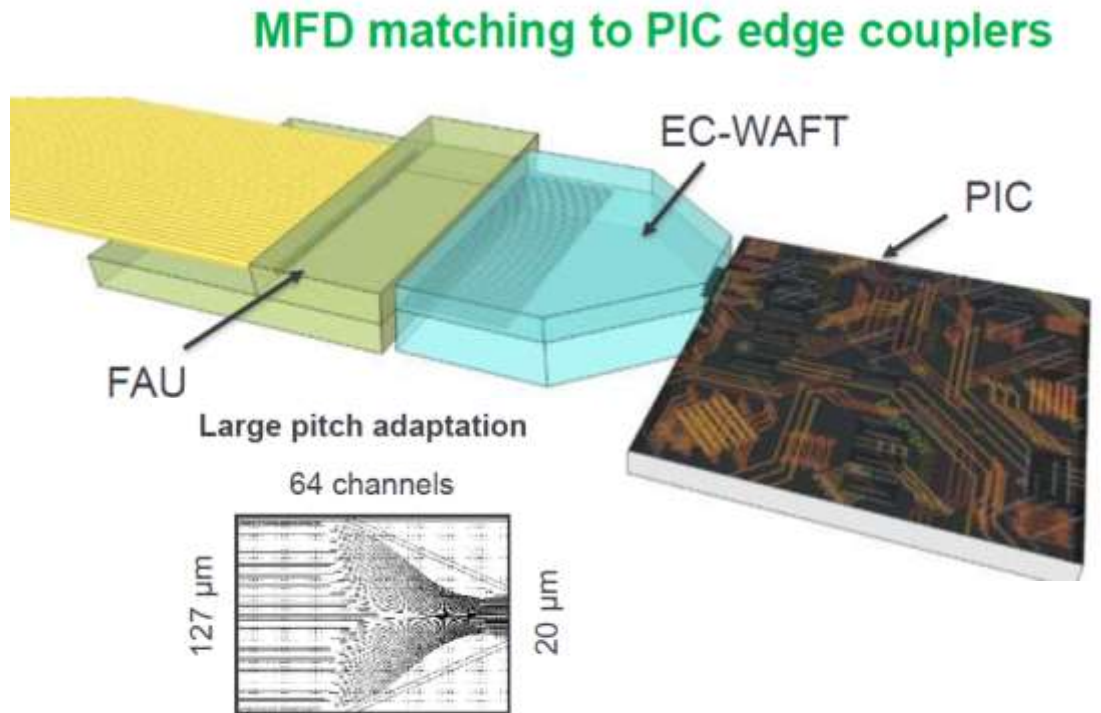 MFD matching to PIC edge couplers
EC-WAFT
PIC
FAU
Large pitch adaptation
64 channels
127 µm
20 µm